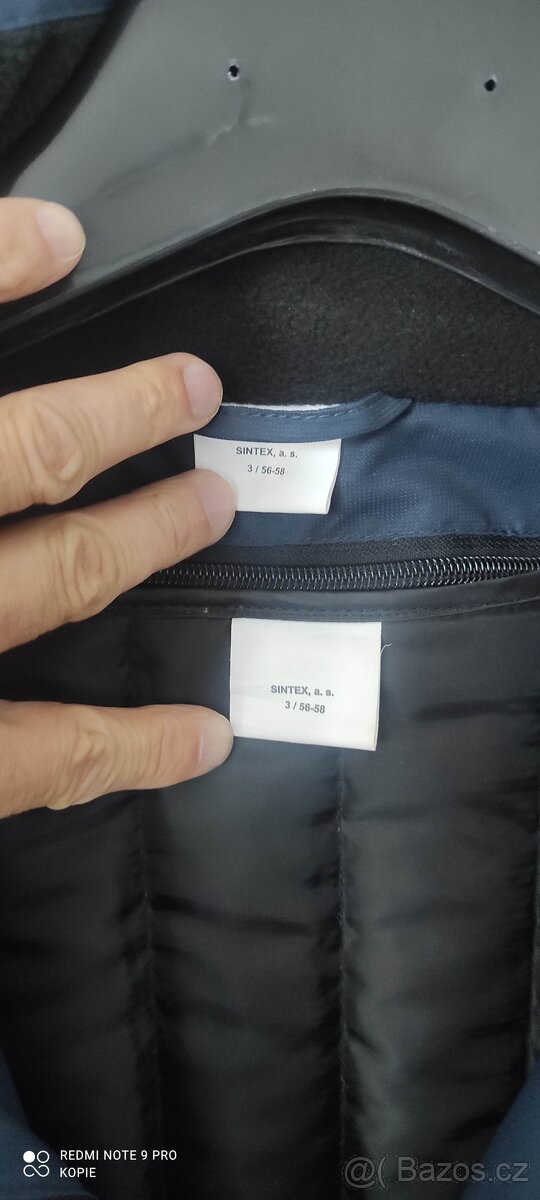 SINTEX, a. s.
3 / 56-58
SINTEX, a. s.
3 / 56-58
REDMI NOTE 9 PRO
KOPIE
@( Bazos.cz